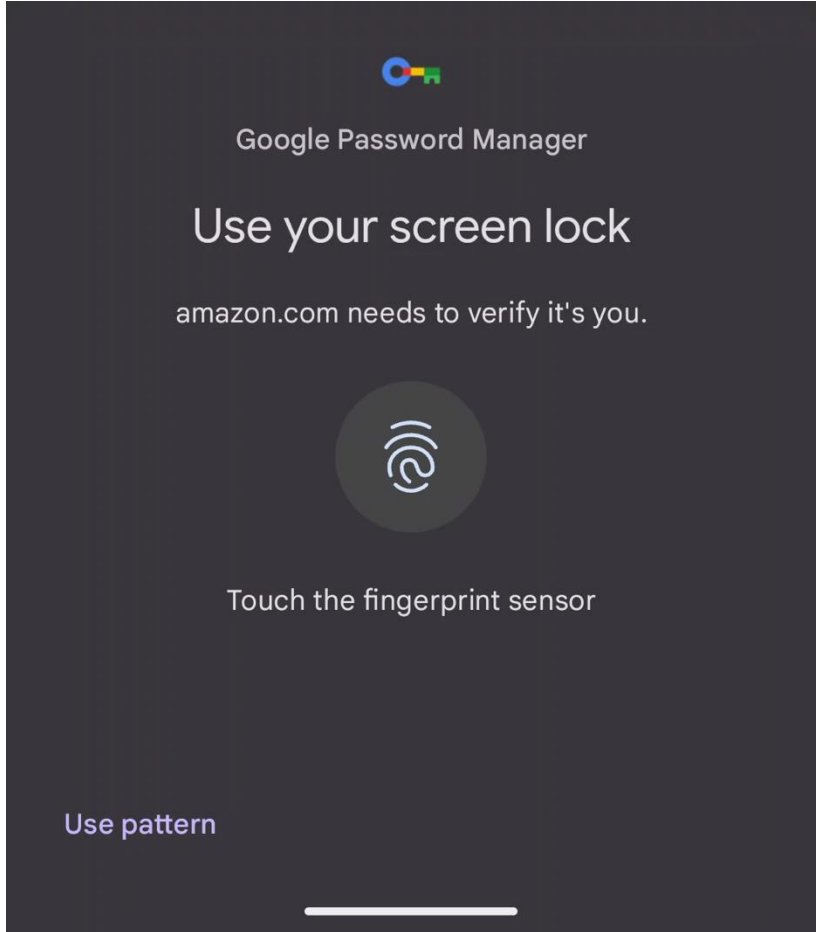 Google Password Manager
Use your screen lock
amazon.com needs to verify it's you.
Touch the fingerprint sensor
Use pattern